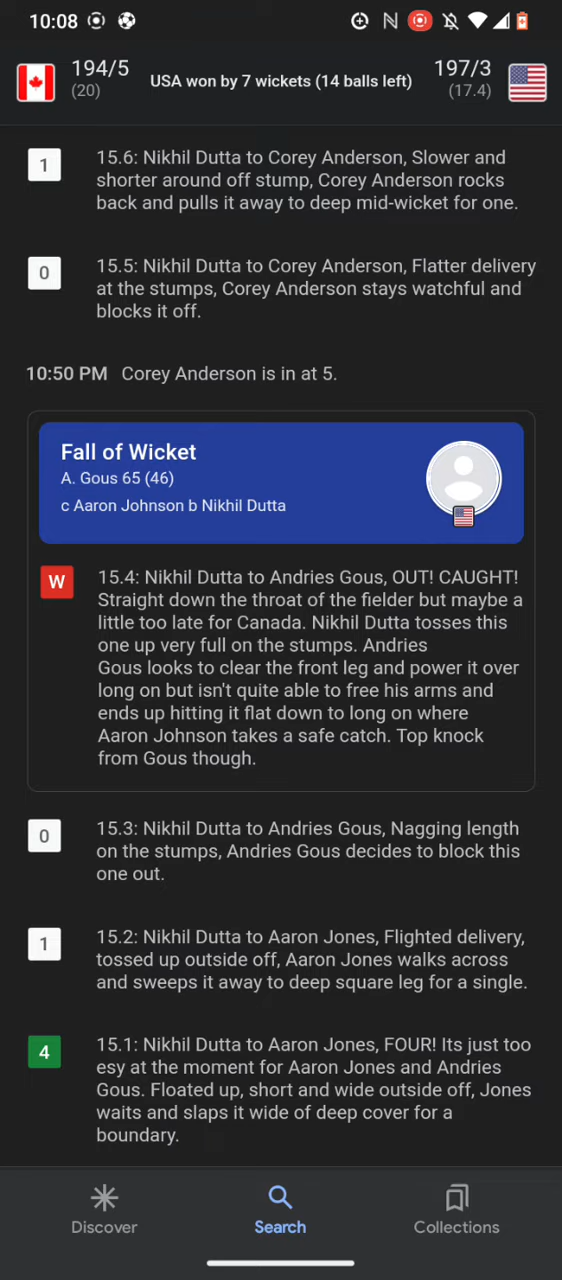 10:08
194/5
(20)
USA won by 7 wickets (14 balls left)
197/3
(17.4)
1
15.6: Nikhil Dutta to Corey Anderson, Slower and
shorter around off stump, Corey Anderson rocks
back and pulls it away to deep mid-wicket for one.
0
15.5: Nikhil Dutta to Corey Anderson, Flatter delivery
at the stumps, Corey Anderson stays watchful and
blocks it off.
10:50 PM Corey Anderson is in at 5.
Fall of Wicket
A. Gous 65 (46)
c Aaron Johnson b Nikhil Dutta
W
15.4: Nikhil Dutta to Andries Gous, OUT! CAUGHT!
Straight down the throat of the fielder but maybe a
little too late for Canada. Nikhil Dutta tosses this
one up very full on the stumps. Andries
Gous looks to clear the front leg and power it over
long on but isn't quite able to free his arms and
ends up hitting it flat down to long on where
Aaron Johnson takes a safe catch. Top knock
from Gous though.
0
15.3: Nikhil Dutta to Andries Gous, Nagging length
on the stumps, Andries Gous decides to block this
one out.
1
15.2: Nikhil Dutta to Aaron Jones, Flighted delivery,
tossed up outside off, Aaron Jones walks across
and sweeps it away to deep square leg for a single.
4
15.1: Nikhil Dutta to Aaron Jones, FOUR! Its just too
esy at the moment for Aaron Jones and Andries
Gous. Floated up, short and wide outside off, Jones
waits and slaps it wide of deep cover for a
boundary.
Discover
Search
Collections